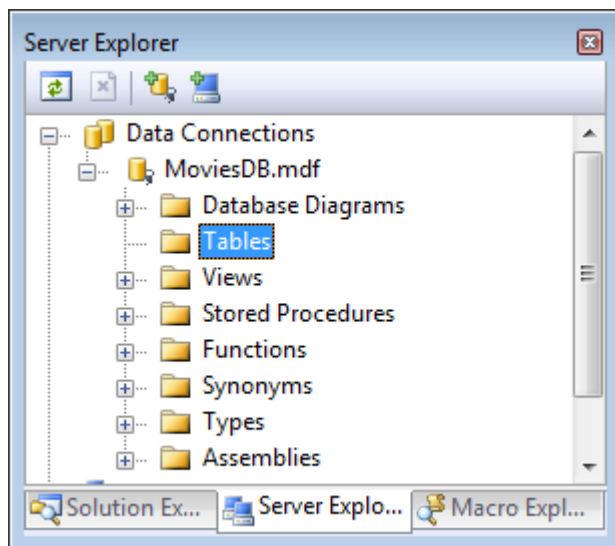 Server Explorer
Data Connections
MoviesDB.mdf
Database Diagrams
Tables
Views
Stored Procedures
Functions
Synonyms
Types
Assemblies
Solution Ex... Server Explo... Macro Expl...